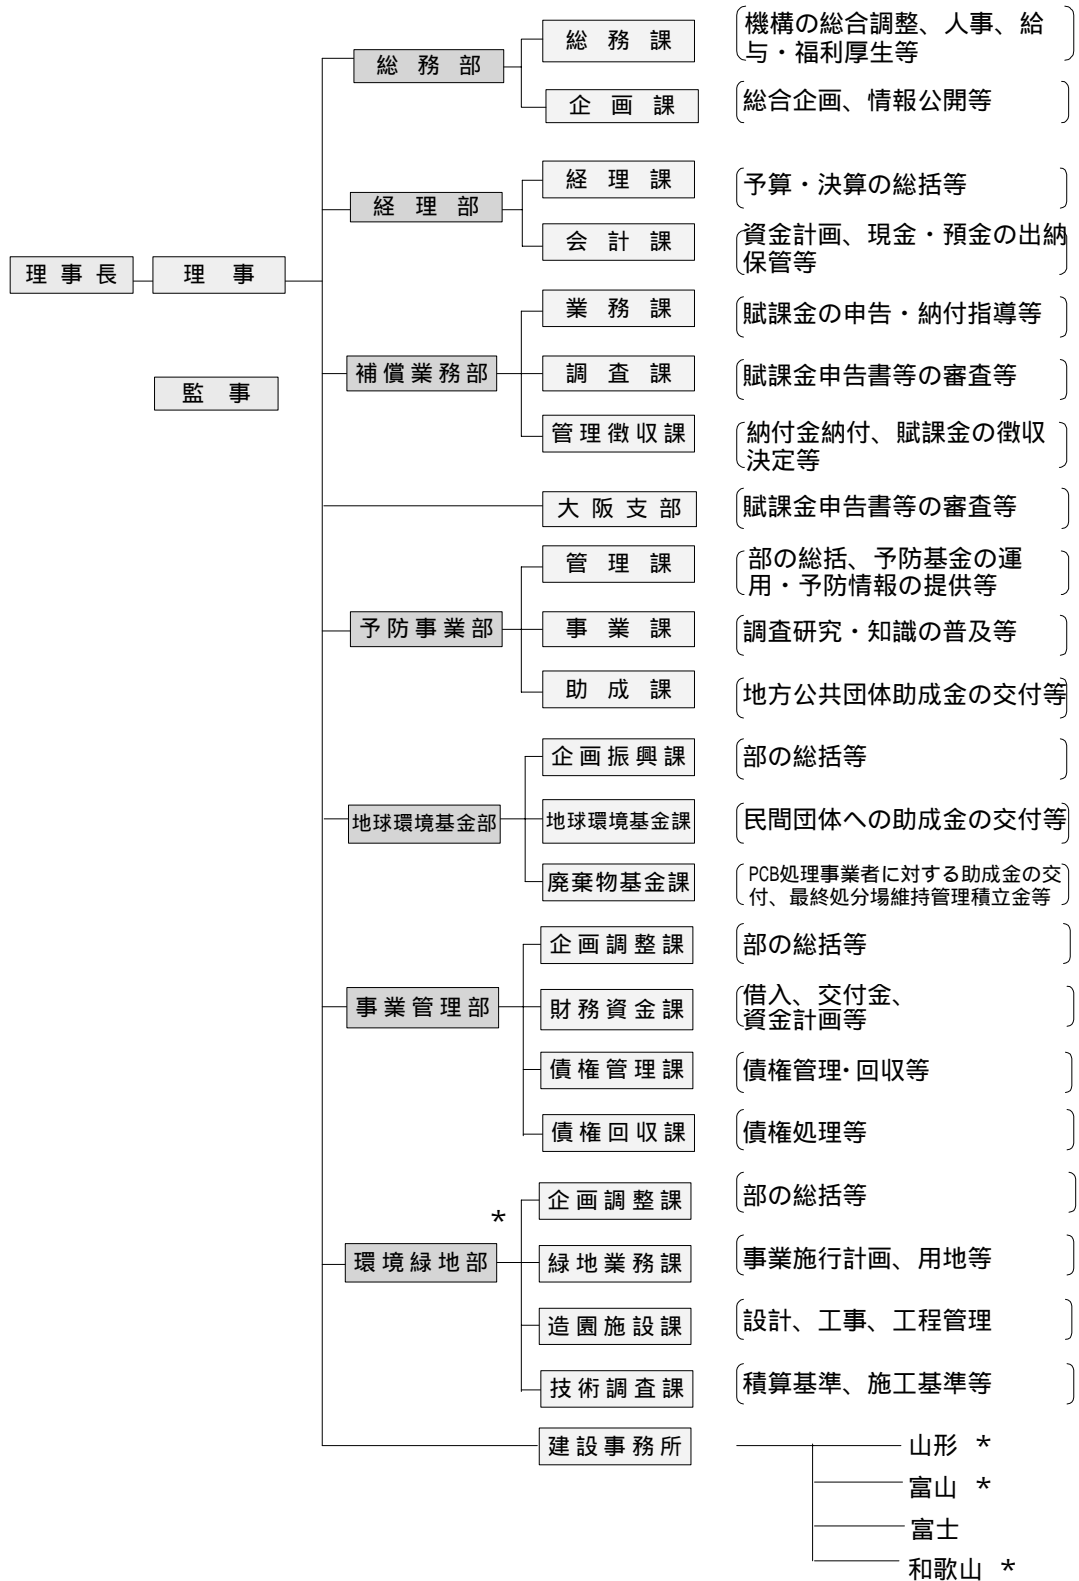 総務課
機構の総合調整、人事、給
与・福利厚生等
総務部
企画課
総合企画、情報公開等
経理課
予算・決算の総括等
経理部
会計課
資金計画、現金・預金の出納
保管等
理事長
理事
業務課
賦課金の申告・納付指導等
補償業務部
調査課
賦課金申告書等の審査等
監事
管理徴収課
納付金納付、賦課金の徴収
決定等
大阪支部
賦課金申告書等の審査等
管理課
部の総括、予防基金の運
用・予防情報の提供等
予防事業部
事業課
調査研究・知識の普及等
助成課
地方公共団体助成金の交付等
企画振興課
部の総括等
地球環境基金部
地球環境基金課
民間団体への助成金の交付等
廃棄物基金課
PCB処理事業者に対する助成金の交
付、最終処分場維持管理積立金等
企画調整課
部の総括等
事業管理部
財務資金課
借入、交付金、
資金計画等
債権管理課
債権管理・回収等
債権回収課
債権処理等
企画調整課
部の総括等
*
環境緑地部
緑地業務課
事業施行計画、用地等
造園施設課
設計、工事、工程管理
技術調査課
積算基準、施工基準等
建設事務所
山形 *
富山 *
富士
和歌山 *